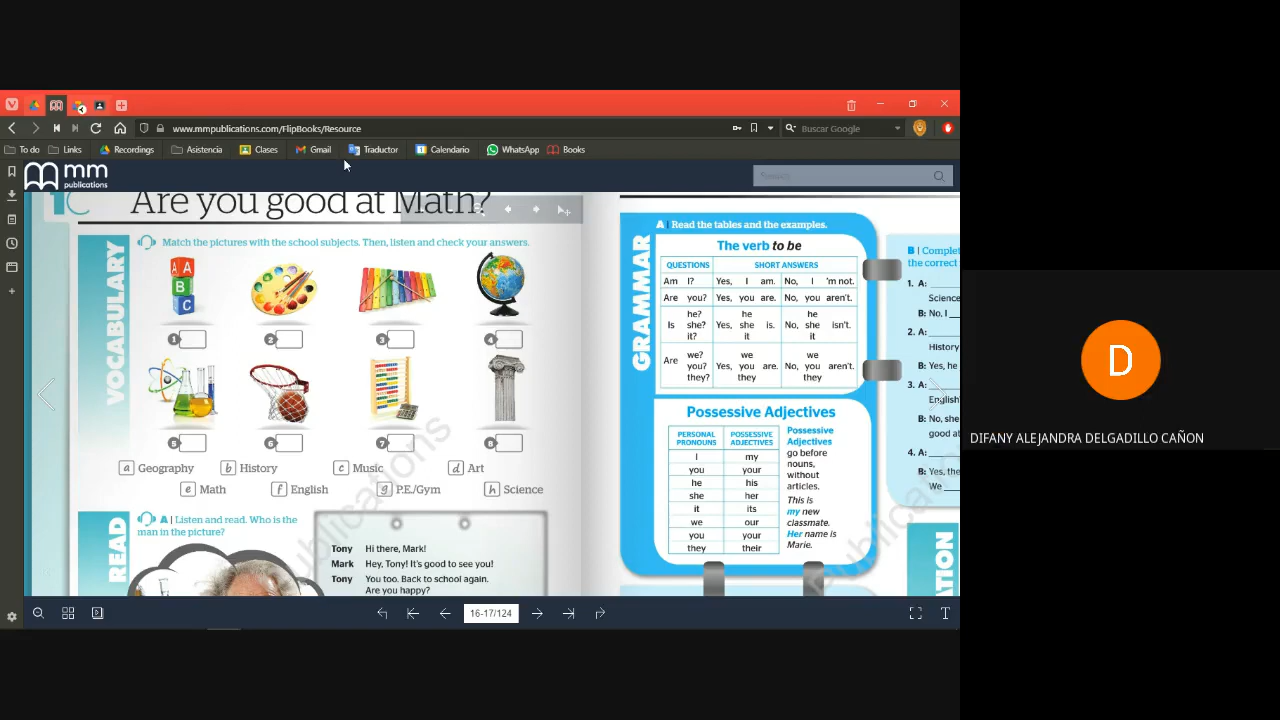 www.mmpublications.com/FlipBooks/Resource
Buscar Google
To do
Links
Recordings
Asistencia
Clases
Gmail
Traductor
Calendario
WhatsApp
Books
mm publications
Search
1C Are you good at Math?
VOCABULARY
Match the pictures with the school subjects. Then, listen and check your answers.
A A
B
C
1
2
3
4
5
6
7
8
a Geography
b History
c Music
d Art
e Math
f English
g P.E./Gym
h Science
READ
A | Listen and read. Who is the
man in the picture?
Tony Hi there, Mark!
Mark Hey, Tony! It's good to see you!
Tony You too. Back to school again.
Are you happy?
publications
GRAMMAR
A | Read the tables and the examples.
The verb to be
QUESTIONS SHORT ANSWERS
Am I? Yes, I am. No, I 'm not.
Are you? Yes, you are. No, you aren't.
Is he? she? it? Yes, he she it is. No, he she it isn't.
Are we? you? they? Yes, we you they are. No, we you they aren't.
Possessive Adjectives
PERSONAL PRONOUNS POSSESSIVE ADJECTIVES
I my
you your
he his
she her
it its
we our
you your
they their
Possessive
Adjectives
go before
nouns,
without
articles.
This is
my new
classmate.
Her name is
Marie.
B | Complet
the correct
1. A:
Science
B: No, I
2. A:
History
B: Yes, he
3. A:
English?
B: No, she
good at
4. A:
B: Yes, the
We
publication
ATION
16-17/124
D
DIFANY ALEJANDRA DELGADILLO CAÑON